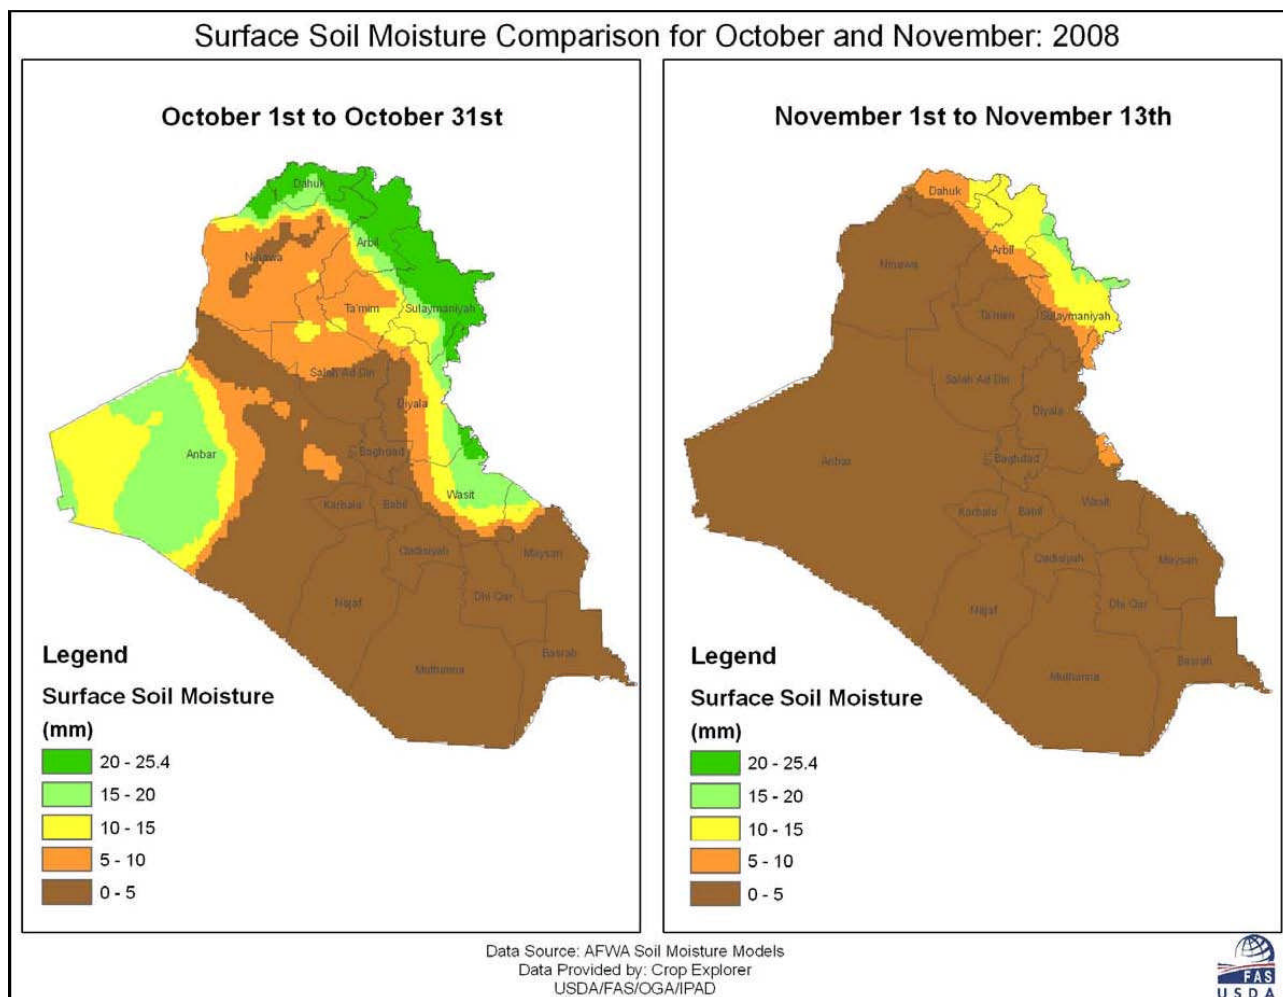 Surface Soil Moisture Comparison for October and November: 2008
October 1st to October 31st
Dahuk
Arbil
Ninawa
Ta'mim
Sulaymaniyah
Salah Ad Din
Diyala
Anbar
Baghdad
Wasit
Karbala
Babil
Qadisiyah
Maysan
Najaf
Dhi Qar
Basrah
Muthanna
Legend
Surface Soil Moisture
(mm)
20 - 25.4
15 - 20
10 - 15
5 - 10
0 - 5
November 1st to November 13th
Dahuk
Arbil
Ninawa
Ta'mim
Sulaymaniyah
Salah Ad Din
Diyala
Anbar
Baghdad
Wasit
Karbala
Babil
Qadisiyah
Maysan
Najaf
Dhi Qar
Basrah
Muthanna
Legend
Surface Soil Moisture
(mm)
20 - 25.4
15 - 20
10 - 15
5 - 10
0 - 5
Data Source: AFWA Soil Moisture Models
Data Provided by: Crop Explorer
USDA/FAS/OGA/IPAD
FAS
USDA